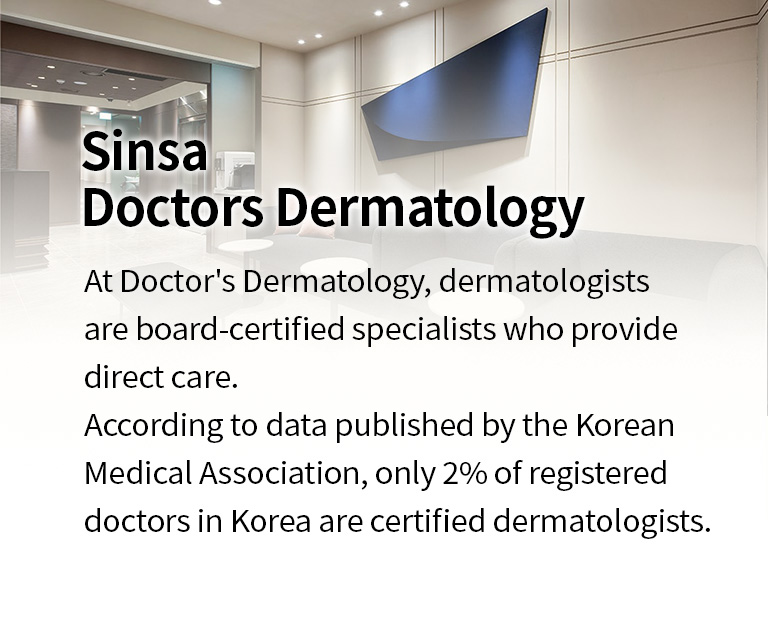 Sinsa
Doctors Dermatology
At Doctor's Dermatology, dermatologists
are board-certified specialists who provide
direct care.
According to data published by the Korean
Medical Association, only 2% of registered
doctors in Korea are certified dermatologists.